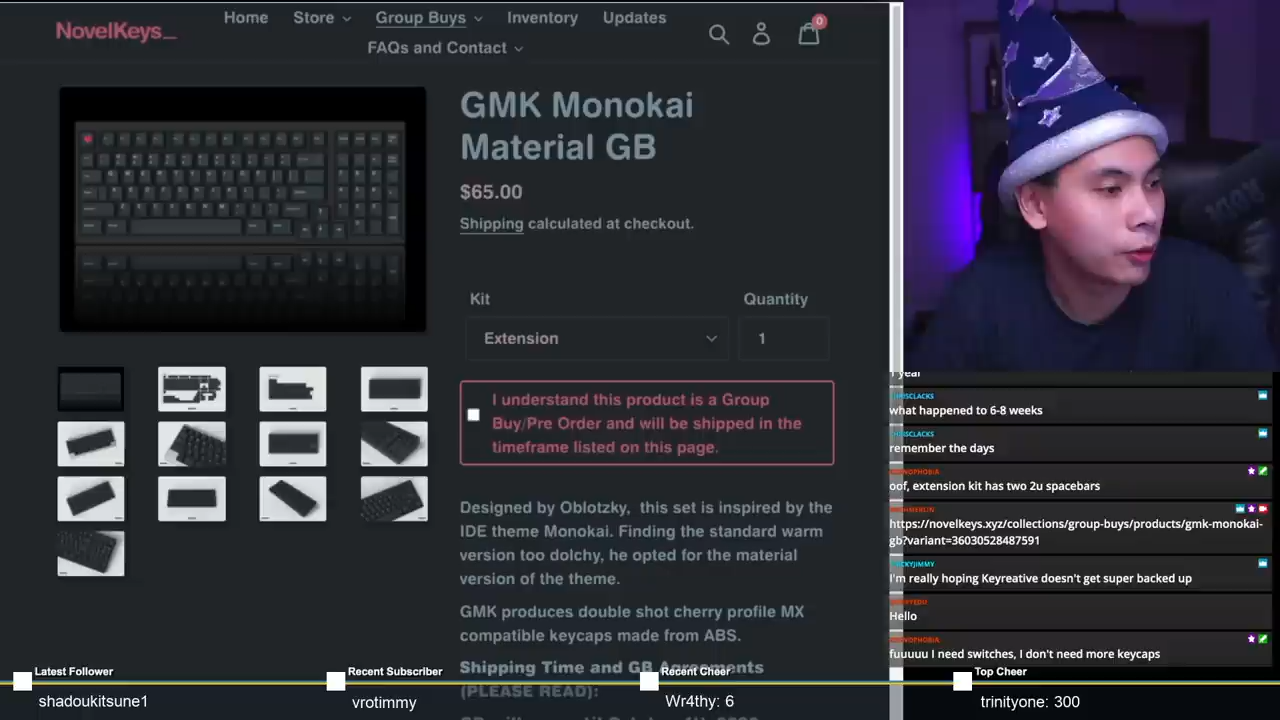 NovelKeys_
Home
Store
Group Buys
Inventory
Updates
FAQs and Contact
0
GMK Monokai
Material GB
$65.00
Shipping calculated at checkout.
Kit
Quantity
Extension
1
I understand this product is a Group
Buy/Pre Order and will be shipped in the
timeframe listed on this page.
Designed by Oblotzky, this set is inspired by the
IDE theme Monokai. Finding the standard warm
version too dolchy, he opted for the material
version of the theme.
GMK produces double shot cherry profile MX
compatible keycaps made from ABS.
Shipping Time and GB Agreements
(PLEASE READ):
1 year
what happened to 6-8 weeks
remember the days
oof, extension kit has two 2u spacebars
https://novelkeys.xyz/collections/group-buys/products/gmk-monokai-
gb?variant=36030528487591
I'm really hoping Keyreative doesn't get super backed up
Hello
fuuuuu I need switches, I don't need more keycaps
Latest Follower
shadoukitsune1
Recent Subscriber
vrotimmy
Recent Cheer
Wr4thy: 6
Top Cheer
trinityone: 300